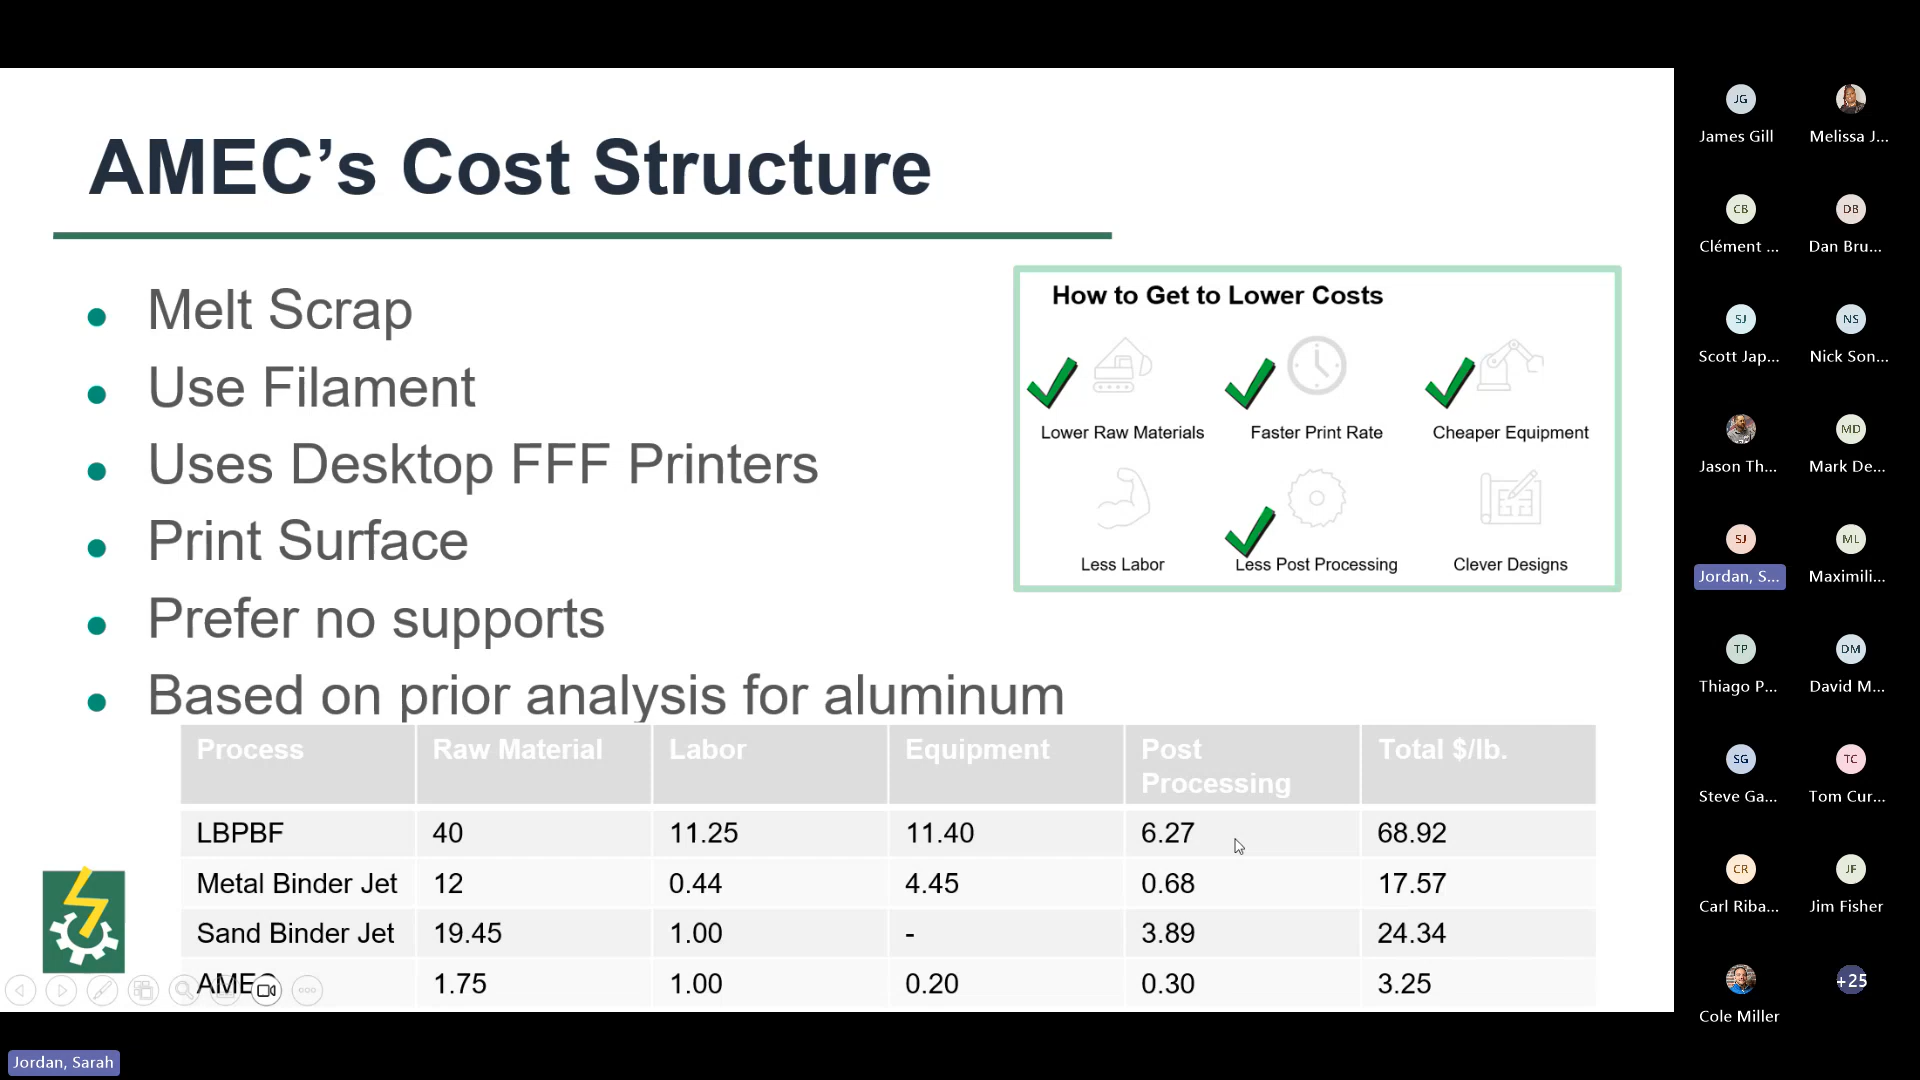 AMEC’s Cost Structure
Melt Scrap
Use Filament
Uses Desktop FFF Printers
Print Surface
Prefer no supports
Based on prior analysis for aluminum
How to Get to Lower Costs
Lower Raw Materials
Faster Print Rate
Cheaper Equipment
Less Labor
Less Post Processing
Clever Designs
Process Raw Material Labor Equipment Post Processing Total $/lb.
LBPBF 40 11.25 11.40 6.27 68.92
Metal Binder Jet 12 0.44 4.45 0.68 17.57
Sand Binder Jet 19.45 1.00 - 3.89 24.34
AMEC 1.75 1.00 0.20 0.30 3.25
JG
James Gill
Melissa J...
CB
Clément ...
DB
Dan Bru...
SJ
Scott Jap...
NS
Nick Son...
Jason Th...
MD
Mark De...
SJ
Jordan, S...
ML
Maximili...
TP
Thiago P...
DM
David M...
SG
Steve Ga...
TC
Tom Cur...
CR
Carl Riba...
JF
Jim Fisher
Cole Miller
+25
Jordan, Sarah